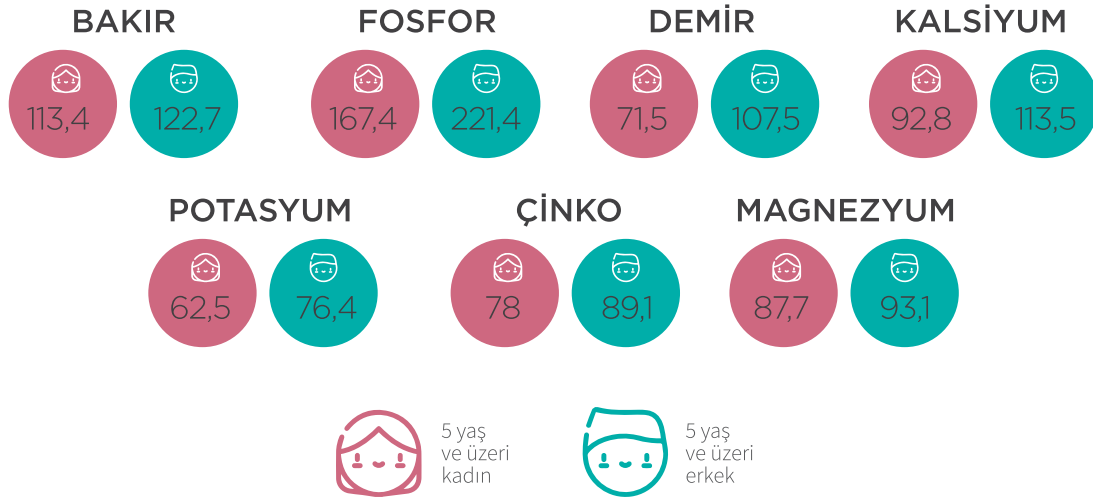 BAKIR
FOSFOR
DEMİR
KALSİYUM
113,4
122,7
167,4
221,4
71,5
107,5
92,8
113,5
POTASYUM
ÇİNKO
MAGNEZYUM
62,5
76,4
78
89,1
87,7
93,1
5 yaş
ve üzeri
kadın
5 yaş
ve üzeri
erkek